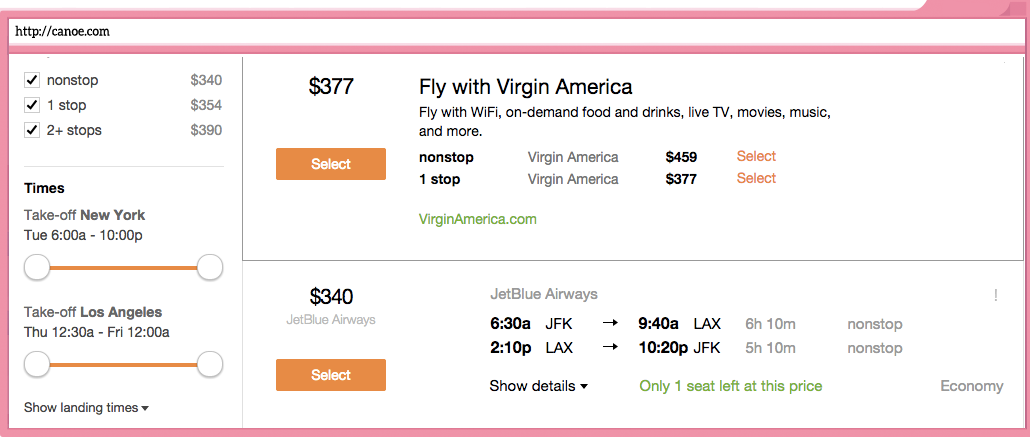 http://canoe.com
nonstop $340
1 stop $354
2+ stops $390
Times
Take-off New York
Tue 6:00a - 10:00p
Take-off Los Angeles
Thu 12:30a - Fri 12:00a
Show landing times
$377
Select
Fly with Virgin America
Fly with WiFi, on-demand food and drinks, live TV, movies, music,
and more.
nonstop Virgin America $459 Select
1 stop Virgin America $377 Select
VirginAmerica.com
$340
JetBlue Airways
Select
JetBlue Airways !
6:30a JFK → 9:40a LAX 6h 10m nonstop
2:10p LAX → 10:20p JFK 5h 10m nonstop
Show details Only 1 seat left at this price Economy